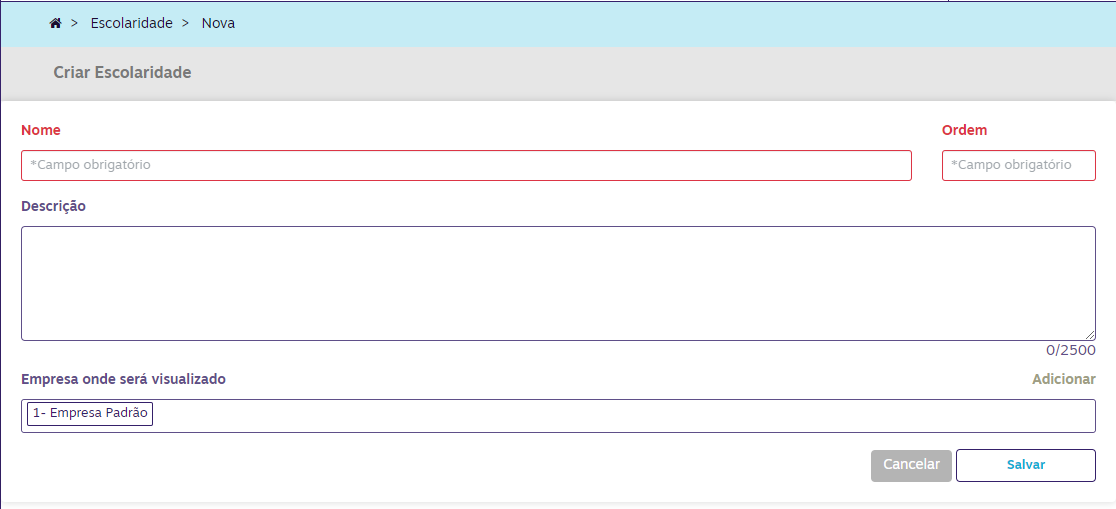 > Escolaridade > Nova
Criar Escolaridade
Nome
Ordem
*Campo obrigatório
*Campo obrigatório
Descrição
0/2500
Empresa onde será visualizado
Adicionar
1- Empresa Padrão
Cancelar
Salvar